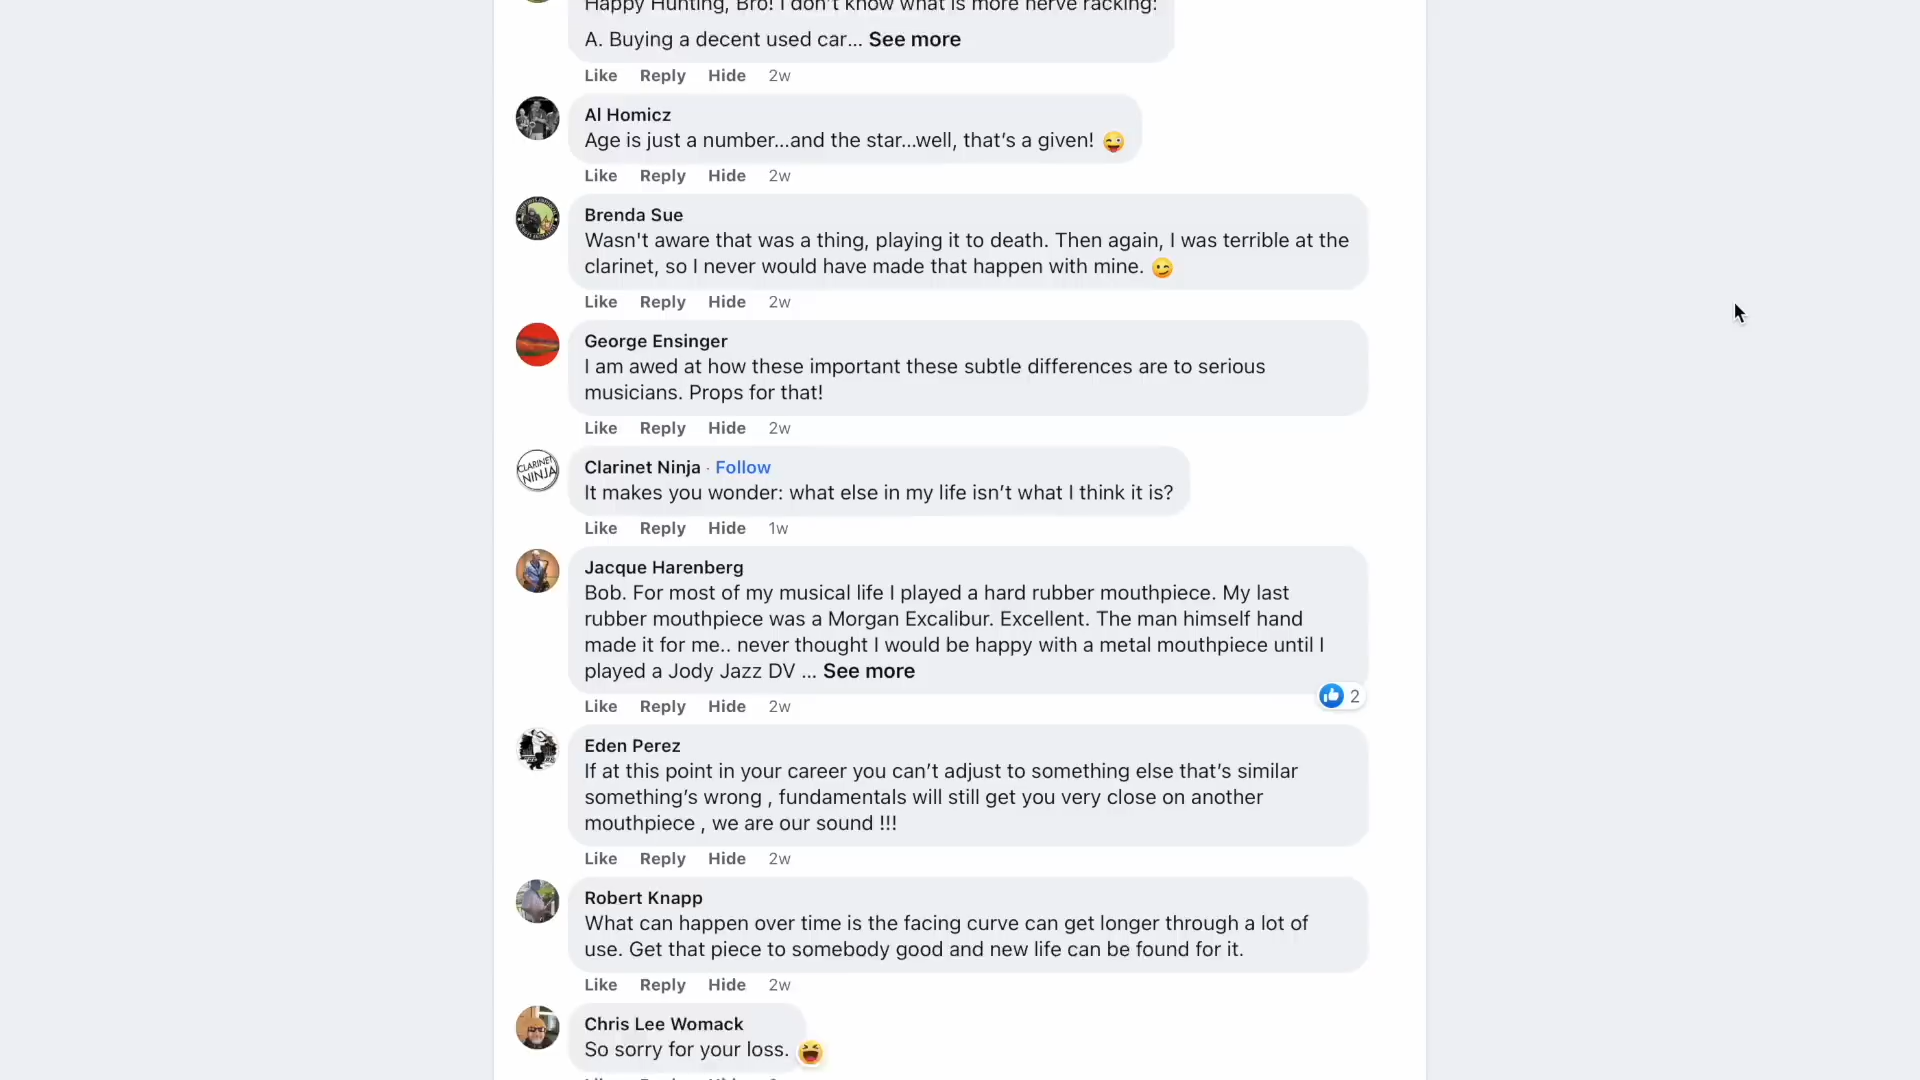 Happy Hunting, Bro! I don't know what is more nerve racking:
A. Buying a decent used car... See more
Like Reply Hide 2w
Al Homicz
Age is just a number...and the star...well, that's a given! 😜
Like Reply Hide 2w
Brenda Sue
Wasn't aware that was a thing, playing it to death. Then again, I was terrible at the
clarinet, so I never would have made that happen with mine. 😉
Like Reply Hide 2w
George Ensinger
I am awed at how these important these subtle differences are to serious
musicians. Props for that!
Like Reply Hide 2w
CLARINET
NINJA
Clarinet Ninja · Follow
It makes you wonder: what else in my life isn't what I think it is?
Like Reply Hide 1w
Jacque Harenberg
Bob. For most of my musical life I played a hard rubber mouthpiece. My last
rubber mouthpiece was a Morgan Excalibur. Excellent. The man himself hand
made it for me.. never thought I would be happy with a metal mouthpiece until I
played a Jody Jazz DV ... See more
2
Like Reply Hide 2w
Eden Perez
If at this point in your career you can't adjust to something else that's similar
something's wrong , fundamentals will still get you very close on another
mouthpiece , we are our sound !!!
Like Reply Hide 2w
Robert Knapp
What can happen over time is the facing curve can get longer through a lot of
use. Get that piece to somebody good and new life can be found for it.
Like Reply Hide 2w
Chris Lee Womack
So sorry for your loss. 😆